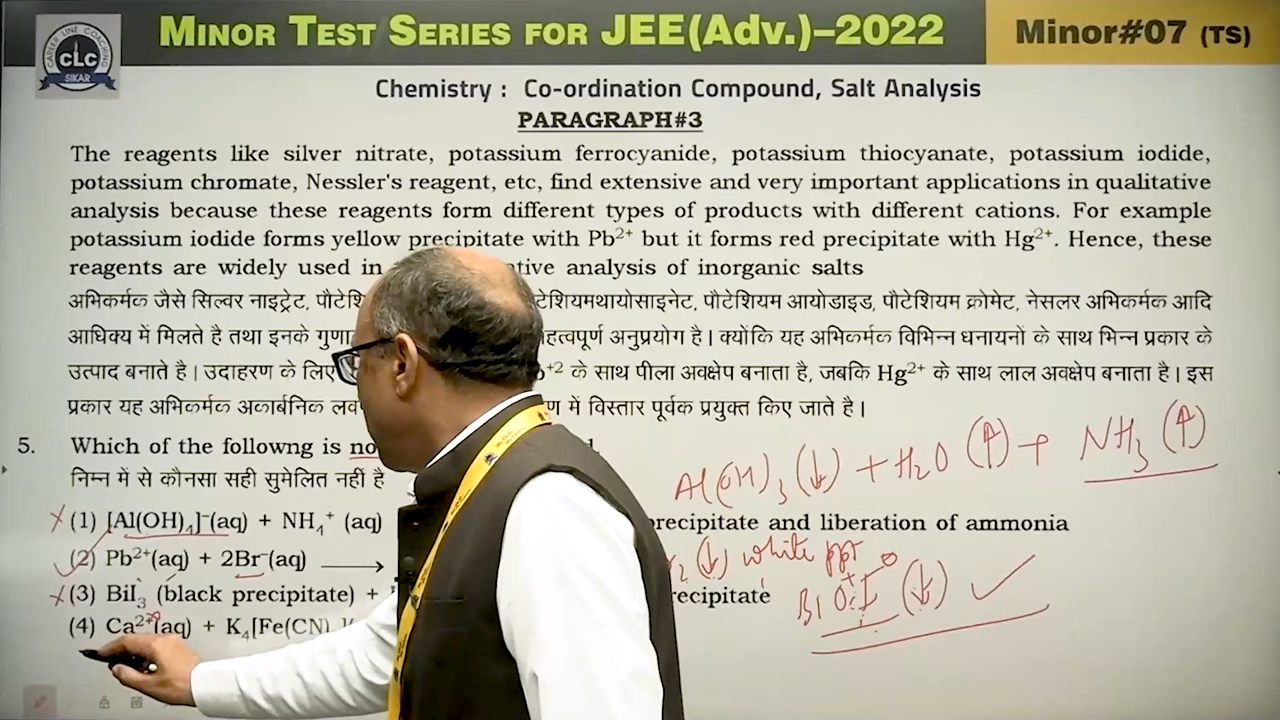 MINOR TEST SERIES FOR JEE(Adv.)–2022
Minor#07 (TS)
CAREER LINE COACHING
CLC
SIKAR
Chemistry : Co-ordination Compound, Salt Analysis
PARAGRAPH#3
The reagents like silver nitrate, potassium ferrocyanide, potassium thiocyanate, potassium iodide,
potassium chromate, Nessler's reagent, etc, find extensive and very important applications in qualitative
analysis because these reagents form different types of products with different cations. For example
potassium iodide forms yellow precipitate with Pb²⁺ but it forms red precipitate with Hg²⁺. Hence, these
reagents are widely used in tive analysis of inorganic salts
अभिकर्मक जैसे सिल्वर नाइट्रेट, पौटेशि टेशियमथायोसाइनेट, पौटेशियम आयोडाइड, पौटेशियम क्रोमेट, नेसलर अभिकर्मक आदि
आधिक्य में मिलते है तथा इनके गुणा हत्वपूर्ण अनुप्रयोग है। क्योंकि यह अभिकर्मक विभिन्न धनायनों के साथ भिन्न प्रकार के
उत्पाद बनाते है। उदाहरण के लिए b⁺² के साथ पीला अवक्षेप बनाता है, जबकि Hg²⁺ के साथ लाल अवक्षेप बनाता है। इस
प्रकार यह अभिकर्मक अकार्बनिक लव ण में विस्तार पूर्वक प्रयुक्त किए जाते है।
5. Which of the followng is no
निम्न में से कौनसा सही सुमेलित नहीं है
Al(OH)₃(↓) + H₂O (↑) + NH₃ (↑)
(1) [Al(OH)₄]⁻(aq) + NH₄⁺ (aq) recipitate and liberation of ammonia
(2) Pb²⁺(aq) + 2Br⁻(aq) ⟶ ₂(↓) white ppt
(3) BiI₃ (black precipitate) + recipitate
BiOI (↓) ✓
(4) Ca²⁺(aq) + K₄[Fe(CN)